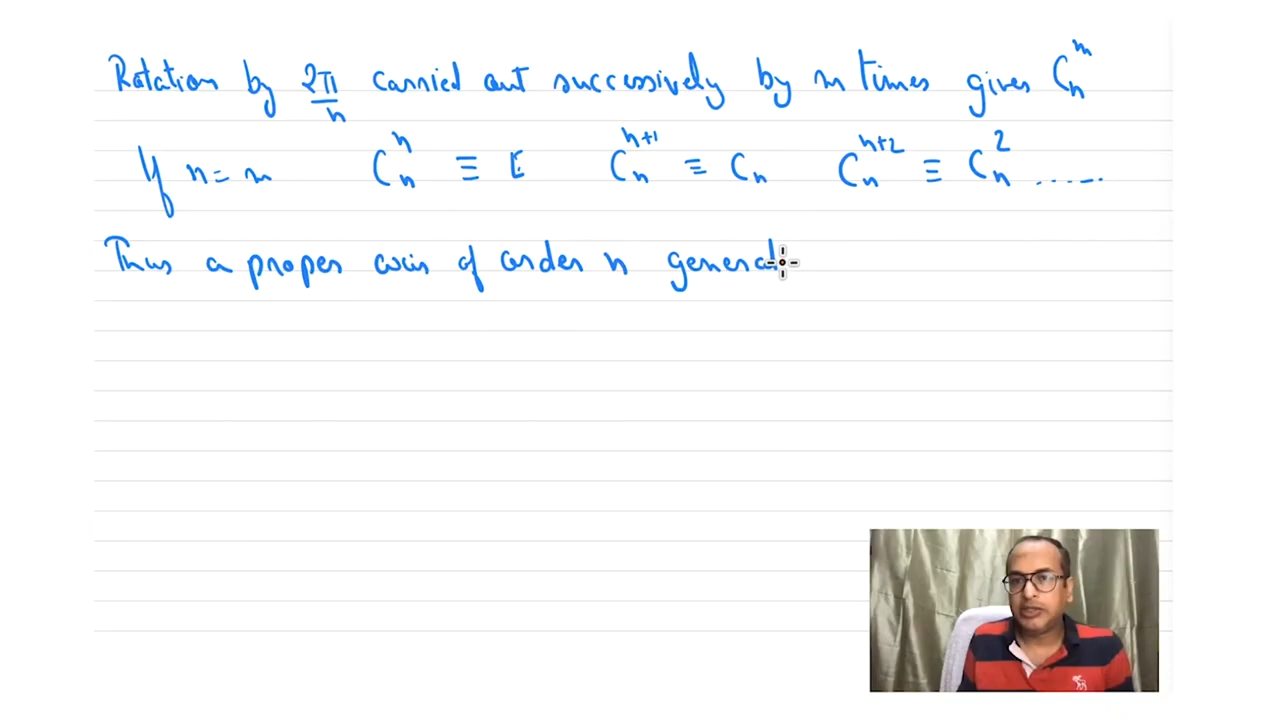 Rotation by 2π/n carried out successively by m times gives Cₙᵐ
If n = m Cₙⁿ ≡ E Cₙⁿ⁺¹ ≡ Cₙ Cₙⁿ⁺² ≡ Cₙ² ......
Thus a proper axis of order n generat